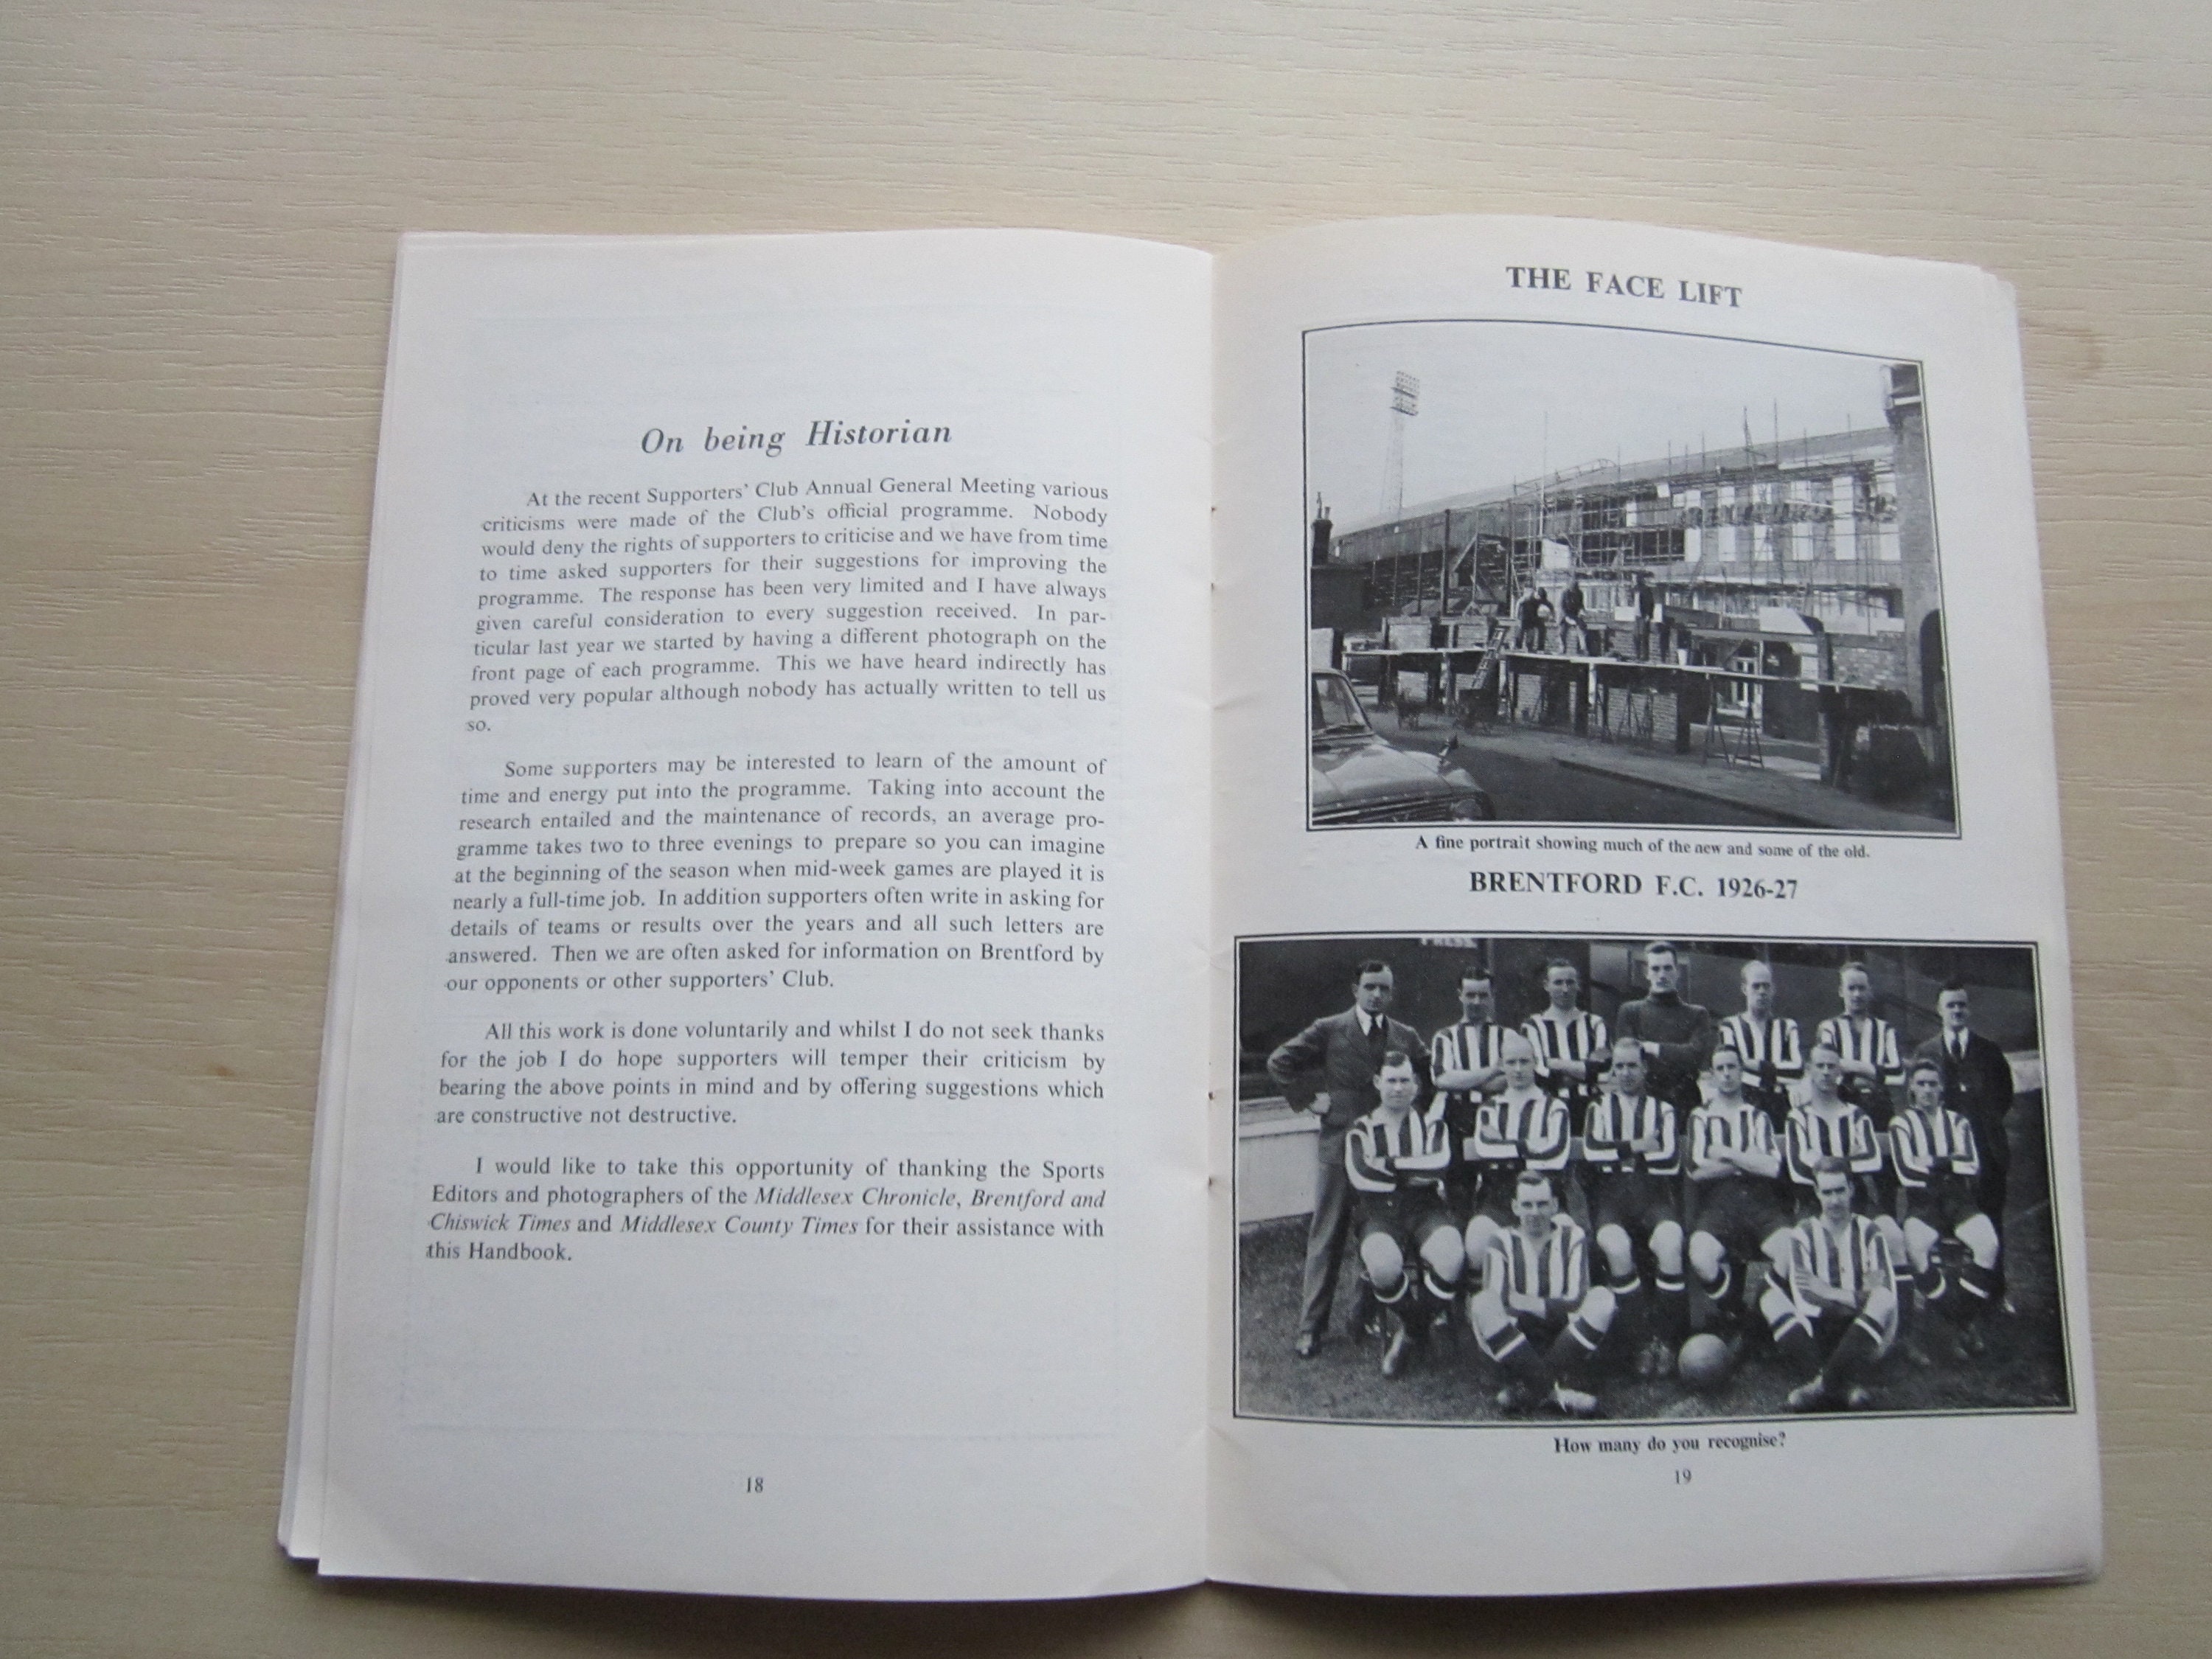 On being Historian
At the recent Supporters' Club Annual General Meeting various
criticisms were made of the Club's official programme. Nobody
would deny the rights of supporters to criticise and we have from time
to time asked supporters for their suggestions for improving the
programme. The response has been very limited and I have always
given careful consideration to every suggestion received. In par-
ticular last year we started by having a different photograph on the
front page of each programme. This we have heard indirectly has
proved very popular although nobody has actually written to tell us
so.
Some supporters may be interested to learn of the amount of
time and energy put into the programme. Taking into account the
research entailed and the maintenance of records, an average pro-
gramme takes two to three evenings to prepare so you can imagine
at the beginning of the season when mid-week games are played it is
nearly a full-time job. In addition supporters often write in asking for
details of teams or results over the years and all such letters are
answered. Then we are often asked for information on Brentford by
our opponents or other supporters' Club.
All this work is done voluntarily and whilst I do not seek thanks
for the job I do hope supporters will temper their criticism by
bearing the above points in mind and by offering suggestions which
are constructive not destructive.
I would like to take this opportunity of thanking the Sports
Editors and photographers of the Middlesex Chronicle, Brentford and
Chiswick Times and Middlesex County Times for their assistance with
this Handbook.
18
THE FACE LIFT
A fine portrait showing much of the new and some of the old.
BRENTFORD F.C. 1926-27
PRESS
How many do you recognise?
19